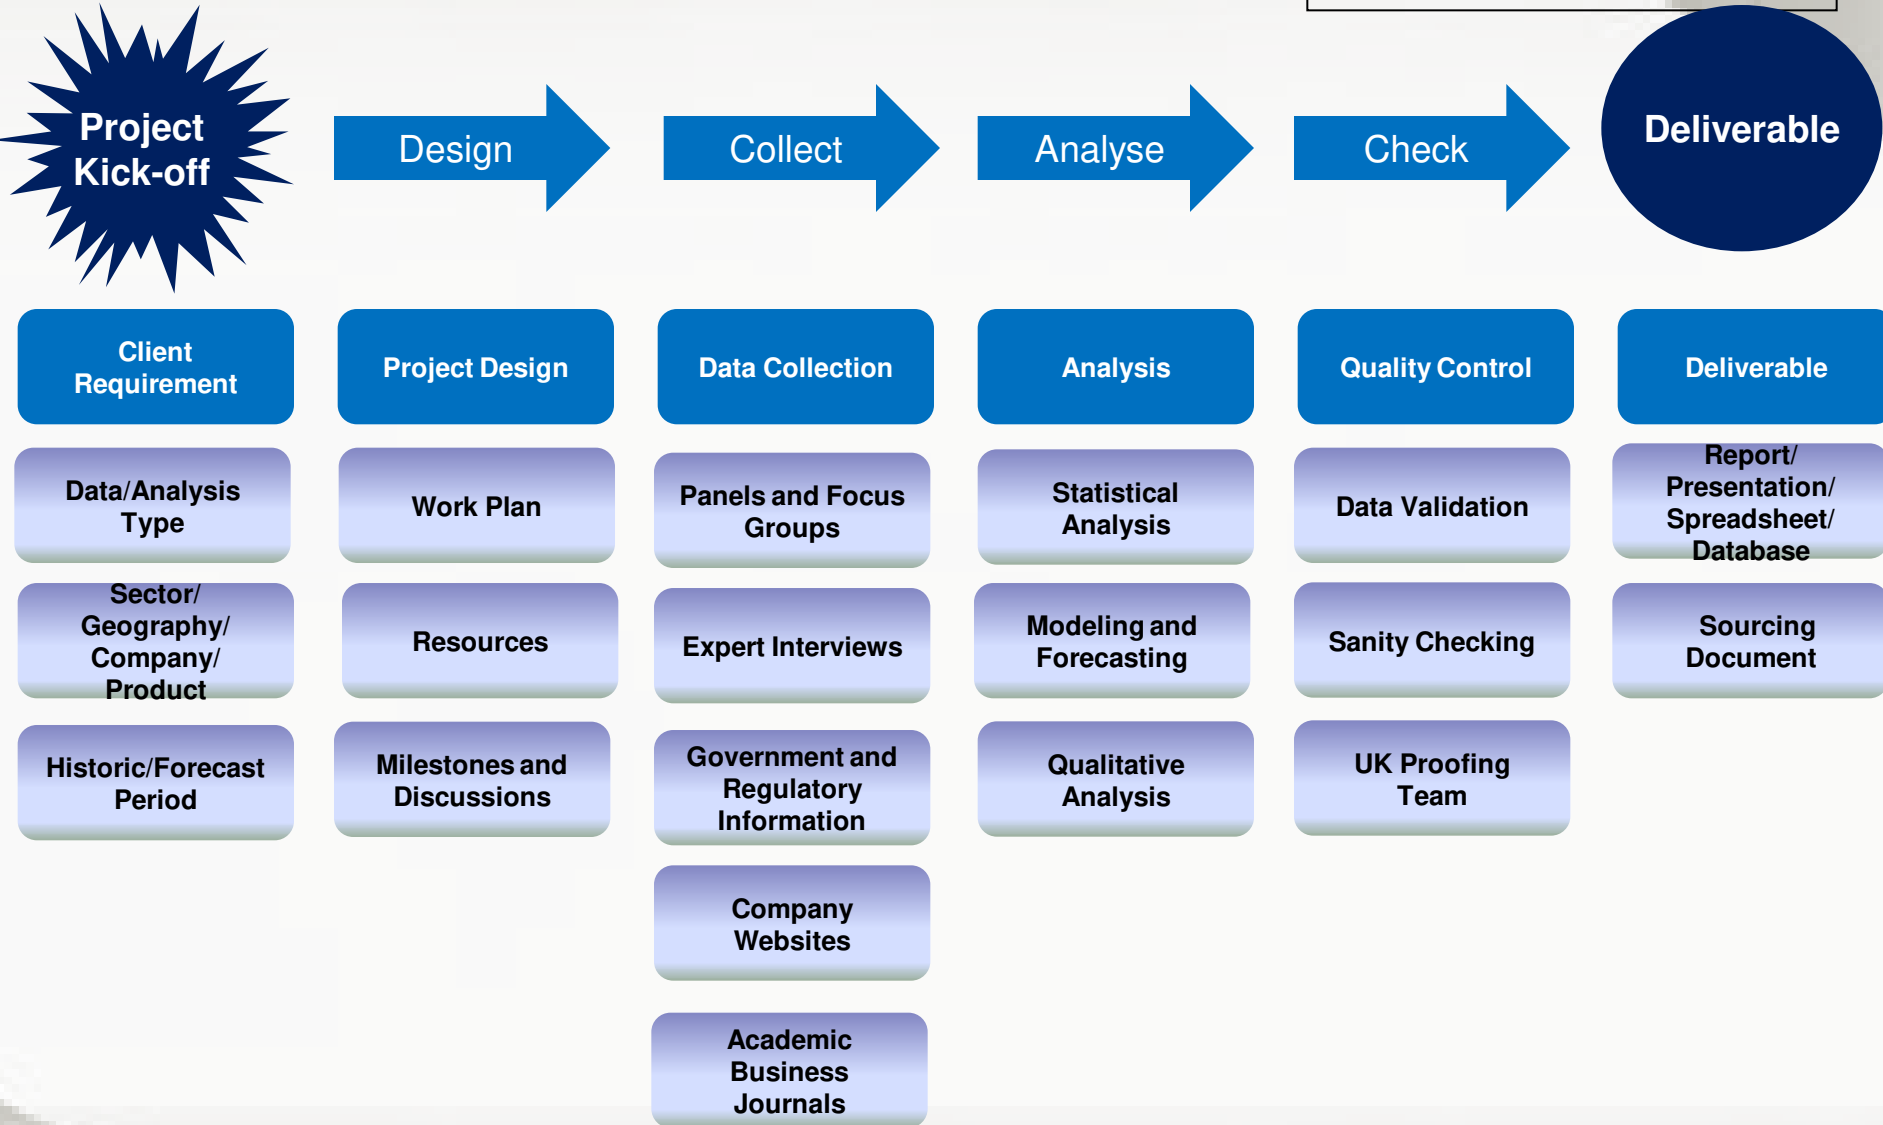 Project
Kick-off
Design
Collect
Analyse
Check
Deliverable
Client
Requirement
Project Design
Data Collection
Analysis
Quality Control
Deliverable
Data/Analysis
Type
Work Plan
Panels and Focus
Groups
Statistical
Analysis
Data Validation
Report/
Presentation/
Spreadsheet/
Database
Sector/
Geography/
Company/
Product
Resources
Expert Interviews
Modeling and
Forecasting
Sanity Checking
Sourcing
Document
Historic/Forecast
Period
Milestones and
Discussions
Government and
Regulatory
Information
Qualitative
Analysis
UK Proofing
Team
Company
Websites
Academic
Business
Journals